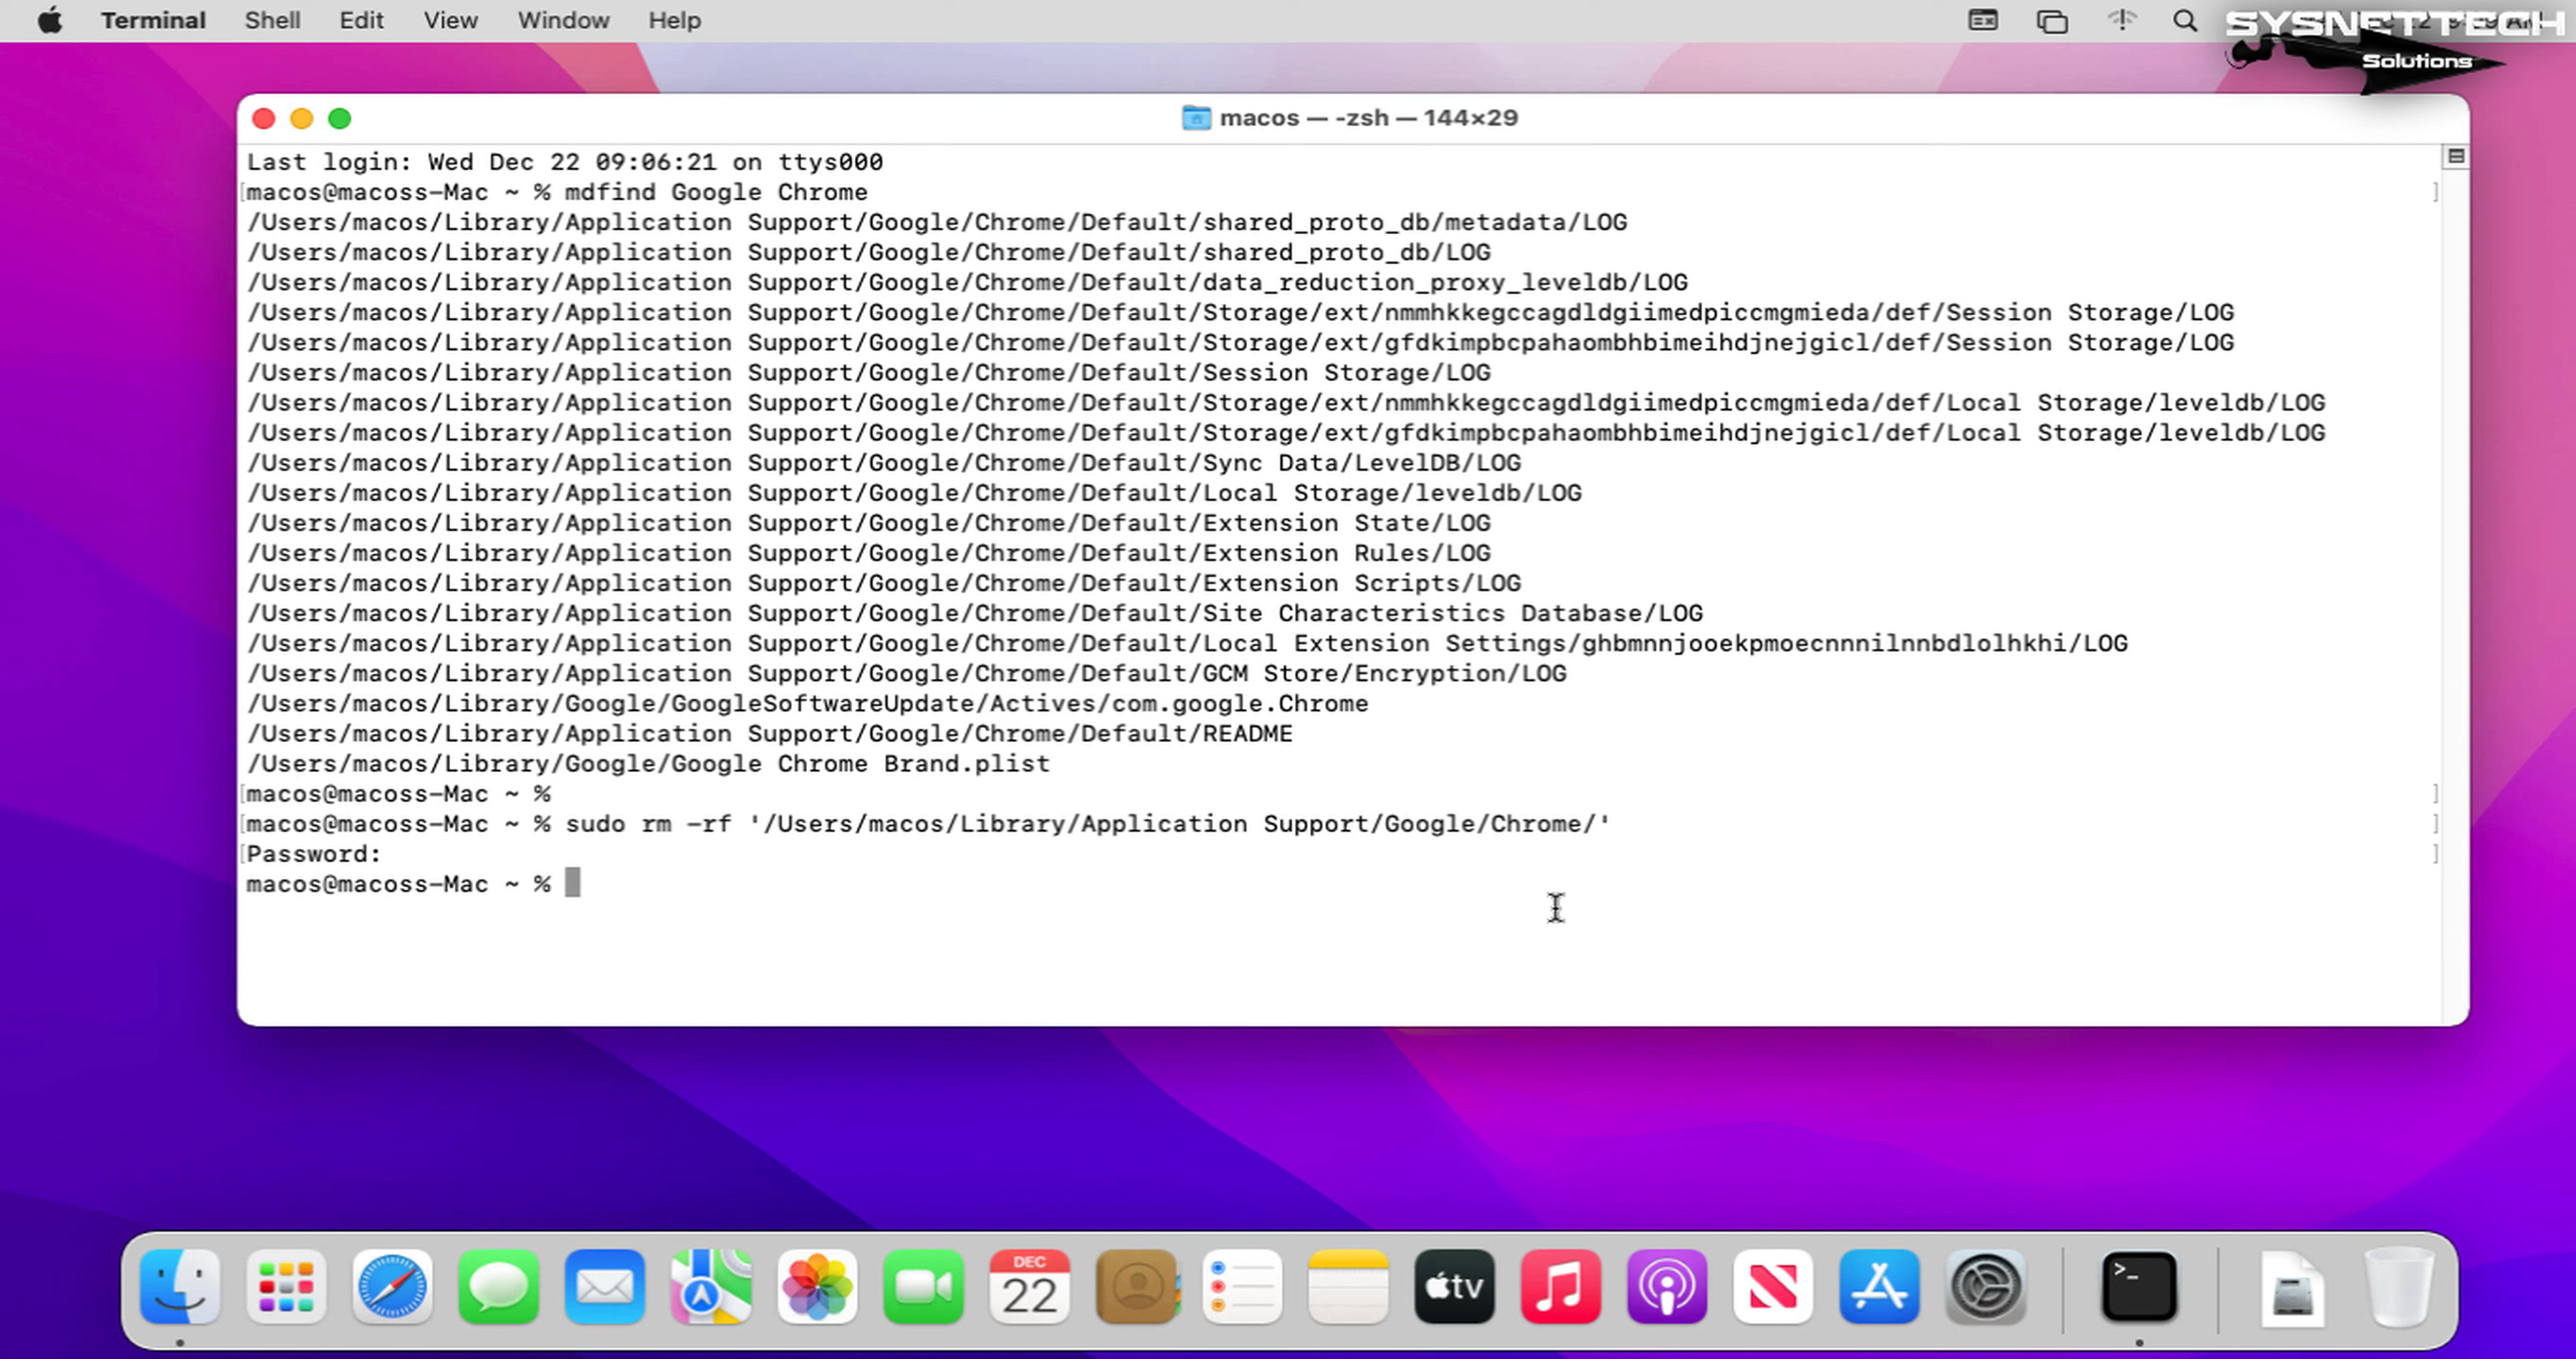 Terminal Shell Edit View Window Help
SYSNETTECH
Solutions
macos — -zsh — 144×29
Last login: Wed Dec 22 09:06:21 on ttys000
[macos@macoss-Mac ~ % mdfind Google Chrome ]
/Users/macos/Library/Application Support/Google/Chrome/Default/shared_proto_db/metadata/LOG
/Users/macos/Library/Application Support/Google/Chrome/Default/shared_proto_db/LOG
/Users/macos/Library/Application Support/Google/Chrome/Default/data_reduction_proxy_leveldb/LOG
/Users/macos/Library/Application Support/Google/Chrome/Default/Storage/ext/nmmhkkegccagdldgiimedpiccmgmieda/def/Session Storage/LOG
/Users/macos/Library/Application Support/Google/Chrome/Default/Storage/ext/gfdkimpbcpahaombhbimeihdjnejgicl/def/Session Storage/LOG
/Users/macos/Library/Application Support/Google/Chrome/Default/Session Storage/LOG
/Users/macos/Library/Application Support/Google/Chrome/Default/Storage/ext/nmmhkkegccagdldgiimedpiccmgmieda/def/Local Storage/leveldb/LOG
/Users/macos/Library/Application Support/Google/Chrome/Default/Storage/ext/gfdkimpbcpahaombhbimeihdjnejgicl/def/Local Storage/leveldb/LOG
/Users/macos/Library/Application Support/Google/Chrome/Default/Sync Data/LevelDB/LOG
/Users/macos/Library/Application Support/Google/Chrome/Default/Local Storage/leveldb/LOG
/Users/macos/Library/Application Support/Google/Chrome/Default/Extension State/LOG
/Users/macos/Library/Application Support/Google/Chrome/Default/Extension Rules/LOG
/Users/macos/Library/Application Support/Google/Chrome/Default/Extension Scripts/LOG
/Users/macos/Library/Application Support/Google/Chrome/Default/Site Characteristics Database/LOG
/Users/macos/Library/Application Support/Google/Chrome/Default/Local Extension Settings/ghbmnnjooekpmoecnnnilnnbdlolhkhi/LOG
/Users/macos/Library/Application Support/Google/Chrome/Default/GCM Store/Encryption/LOG
/Users/macos/Library/Google/GoogleSoftwareUpdate/Actives/com.google.Chrome
/Users/macos/Library/Application Support/Google/Chrome/Default/README
/Users/macos/Library/Google/Google Chrome Brand.plist
[macos@macoss-Mac ~ % ]
[macos@macoss-Mac ~ % sudo rm -rf '/Users/macos/Library/Application Support/Google/Chrome/' ]
[Password: ]
macos@macoss-Mac ~ %
DEC
22
tv
>_